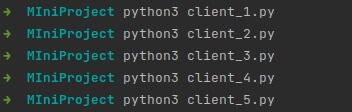 ➜ MIniProject python3 client_1.py
➜ MIniProject python3 client_2.py
➜ MIniProject python3 client_3.py
➜ MIniProject python3 client_4.py
➜ MIniProject python3 client_5.py